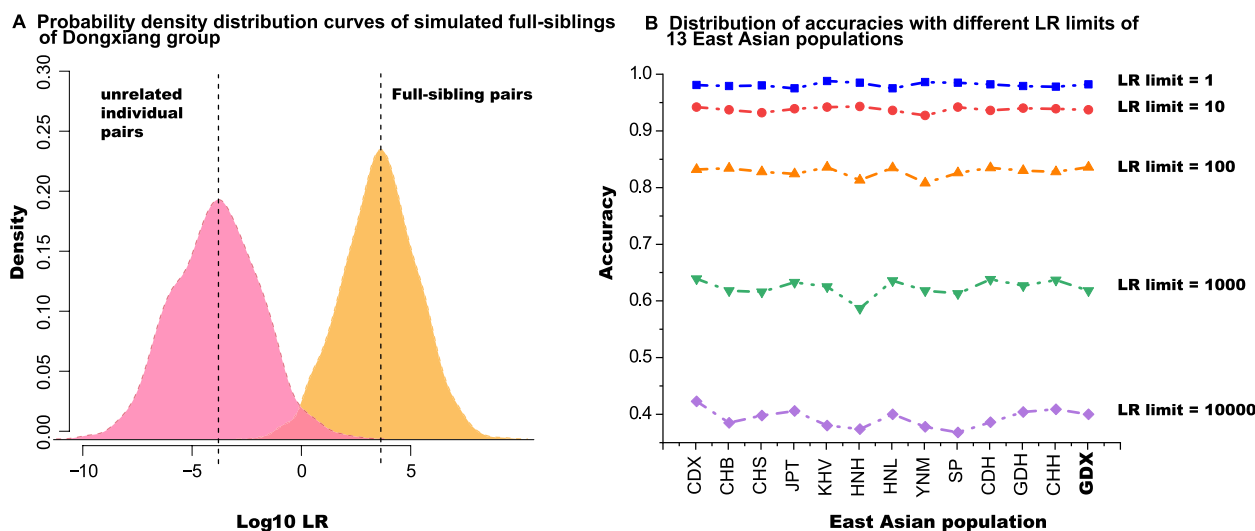 A Probability density distribution curves of simulated full-siblings
of Dongxiang group
unrelated
individual
pairs
Full-sibling pairs
Density
0.30
0.25
0.20
0.15
0.10
0.05
0.00
−10
−5
0
5
Log10 LR
B Distribution of accuracies with different LR limits of
13 East Asian populations
Accuracy
1.0
0.9
0.8
0.7
0.6
0.5
0.4
LR limit = 1
LR limit = 10
LR limit = 100
LR limit = 1000
LR limit = 10000
CDX
CHB
CHS
JPT
KHV
HNH
HNL
YNM
SP
CDH
GDH
CHH
GDX
East Asian population